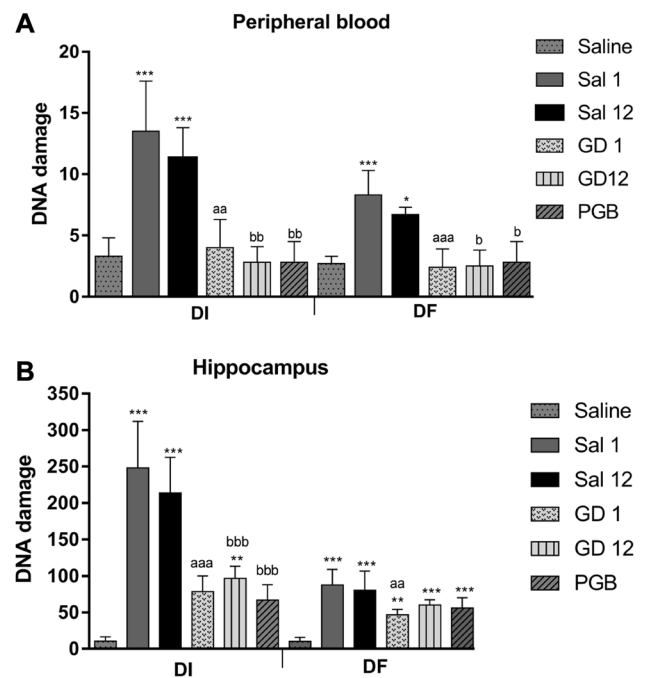 A
Peripheral blood
DNA damage
20
15
10
5
0
***
***
aa
bb
bb
***
*
aaa
b
b
DI
DF
Saline
Sal 1
Sal 12
GD 1
GD12
PGB
B
Hippocampus
DNA damage
350
300
250
200
150
100
50
0
***
***
aaa
bbb
**
bbb
***
***
aa
**
***
***
DI
DF
Saline
Sal 1
Sal 12
GD 1
GD 12
PGB